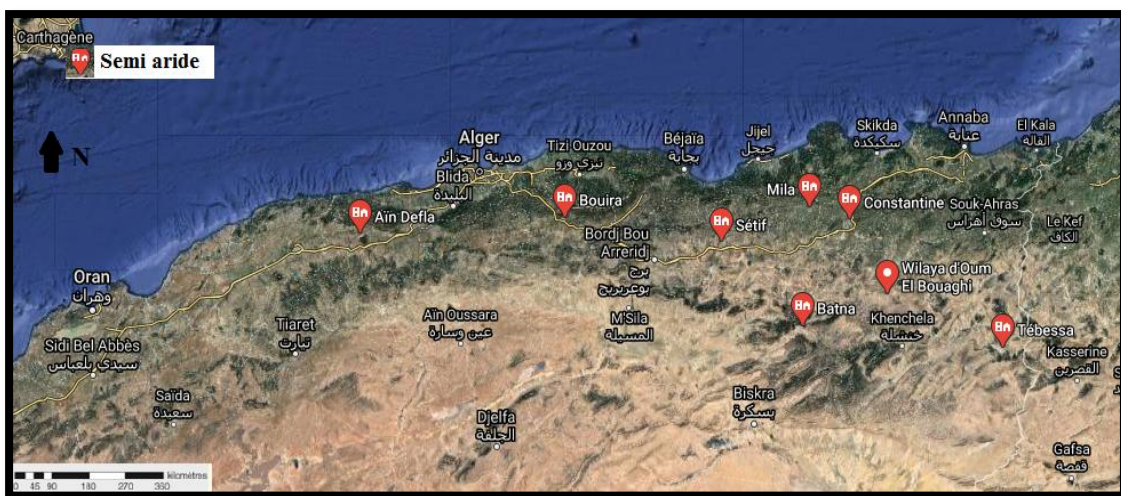 Carthagène
Semi aride
N
Alger
مدينة الجزائر
Blida
البليدة
Tizi Ouzou
تيزي وزو
Béjaïa
بجاية
Jijel
جيجل
Skikda
سكيكدة
Annaba
عنابة
El Kala
القالة
Aïn Defla
Bouira
Sétif
Mila
Constantine
Souk-Ahras
سوق أهراس
Le Kef
الكاف
Bordj Bou
Arreridj
برج
بوعريريج
Oran
وهران
Wilaya d'Oum
El Bouaghi
Batna
Khenchela
خنشلة
Tébessa
Kasserine
القصرين
Tiaret
تيارت
Aïn Oussara
عين وسارة
M'Sila
المسيلة
Sidi Bel Abbès
سيدي بلعباس
Saïda
سعيدة
Djelfa
الجلفة
Biskra
بسكرة
Gafsa
قفصة
kilomètres
0 45 90 180 270 360